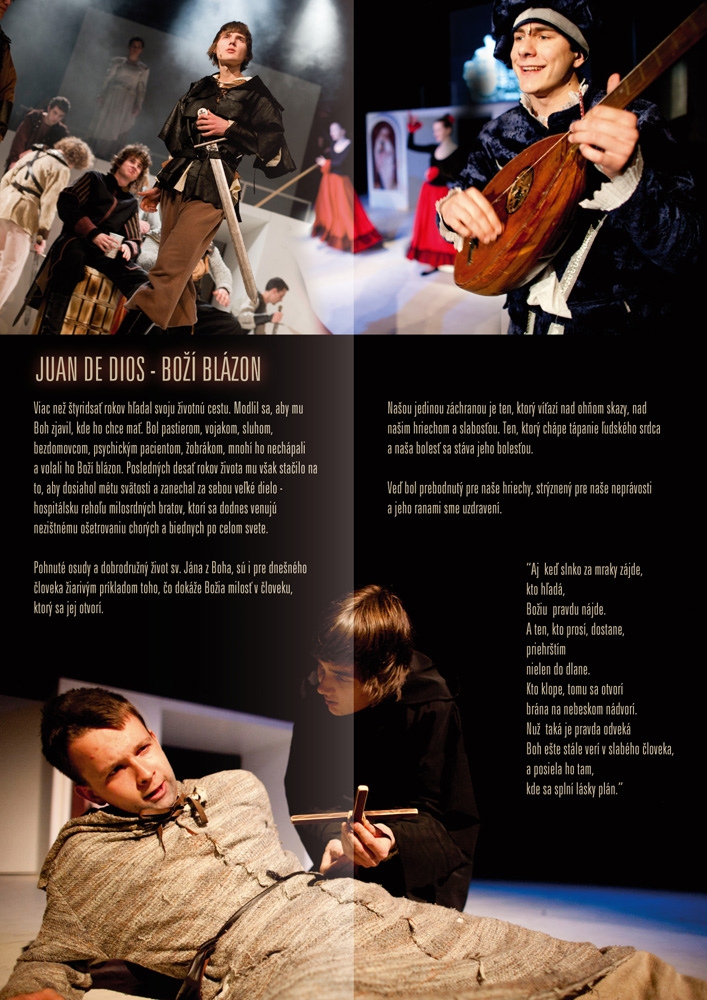 JUAN DE DIOS - BOŽÍ BLÁZON
Viac než štyridsať rokov hľadal svoju životnú cestu. Modlil sa, aby mu
Boh zjavil, kde ho chce mať. Bol pastierom, vojakom, sluhom,
bezdomovcom, psychickým pacientom, žobrákom, mnohí ho nechápali
a volali ho Boží blázon. Posledných desať rokov života mu však stačilo na
to, aby dosiahol métu svätosti a zanechal za sebou veľké dielo -
hospitálsku rehoľu milosrdných bratov, ktorí sa dodnes venujú
nezištnému ošetrovaniu chorých a biednych po celom svete.
Pohnuté osudy a dobrodružný život sv. Jána z Boha, sú i pre dnešného
človeka žiarivým príkladom toho, čo dokáže Božia milosť v človeku,
ktorý sa jej otvorí.
Našou jedinou záchranou je ten, ktorý víťazí nad ohňom skazy, nad
našim hriechom a slabosťou. Ten, ktorý chápe tápanie ľudského srdca
a naša bolesť sa stáva jeho bolesťou.
Veď bol prebodnutý pre naše hriechy, strýznený pre naše neprávosti
a jeho ranami sme uzdravení.
"Aj keď slnko za mraky zájde,
kto hľadá,
Božiu pravdu nájde.
A ten, kto prosí, dostane,
priehrštím
nielen do dlane.
Kto klope, tomu sa otvorí
brána na nebeskom nádvorí.
Nuž taká je pravda odveká
Boh ešte stále verí v slabého človeka,
a posiela ho tam,
kde sa splní lásky plán."